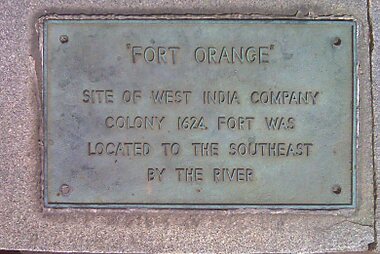 "FORT ORANGE"
SITE OF WEST INDIA COMPANY
COLONY 1624. FORT WAS
LOCATED TO THE SOUTHEAST
BY THE RIVER